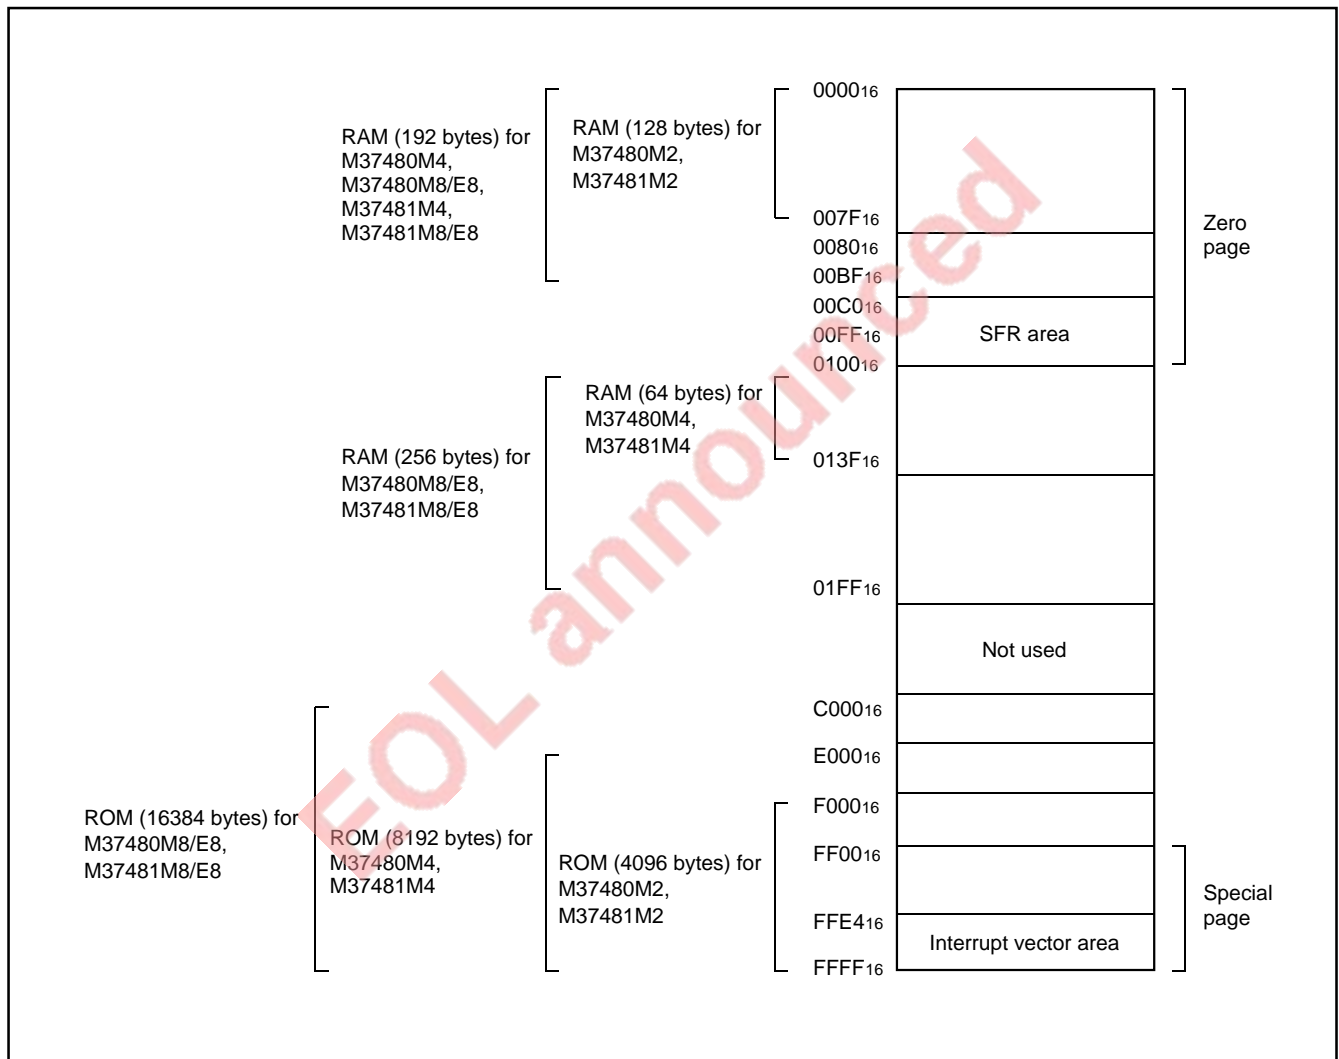 RAM (192 bytes) for
M37480M4,
M37480M8/E8,
M37481M4,
M37481M8/E8
RAM (128 bytes) for
M37480M2,
M37481M2
RAM (256 bytes) for
M37480M8/E8,
M37481M8/E8
RAM (64 bytes) for
M37480M4,
M37481M4
ROM (16384 bytes) for
M37480M8/E8,
M37481M8/E8
ROM (8192 bytes) for
M37480M4,
M37481M4
ROM (4096 bytes) for
M37480M2,
M37481M2
000016
007F16
008016
00BF16
00C016
00FF16
010016
013F16
01FF16
C00016
E00016
F00016
FF0016
FFE416
FFFF16
SFR area
Not used
Interrupt vector area
Zero
page
Special
page
EOL announced